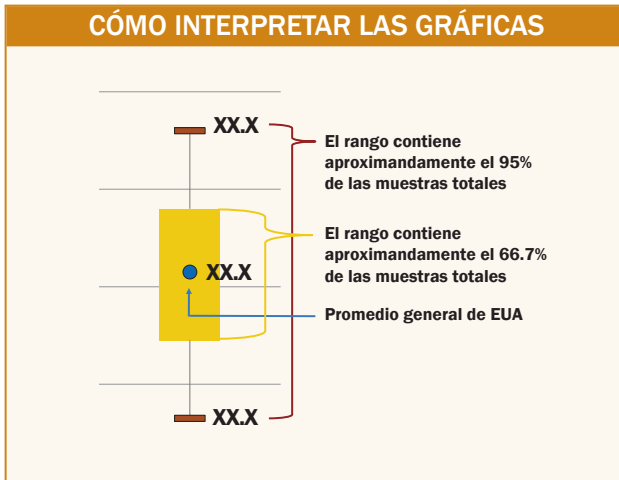 CÓMO INTERPRETAR LAS GRÁFICAS
XX.X
El rango contiene
aproximandamente el 95%
de las muestras totales
El rango contiene
aproximandamente el 66.7%
de las muestras totales
XX.X
Promedio general de EUA
XX.X